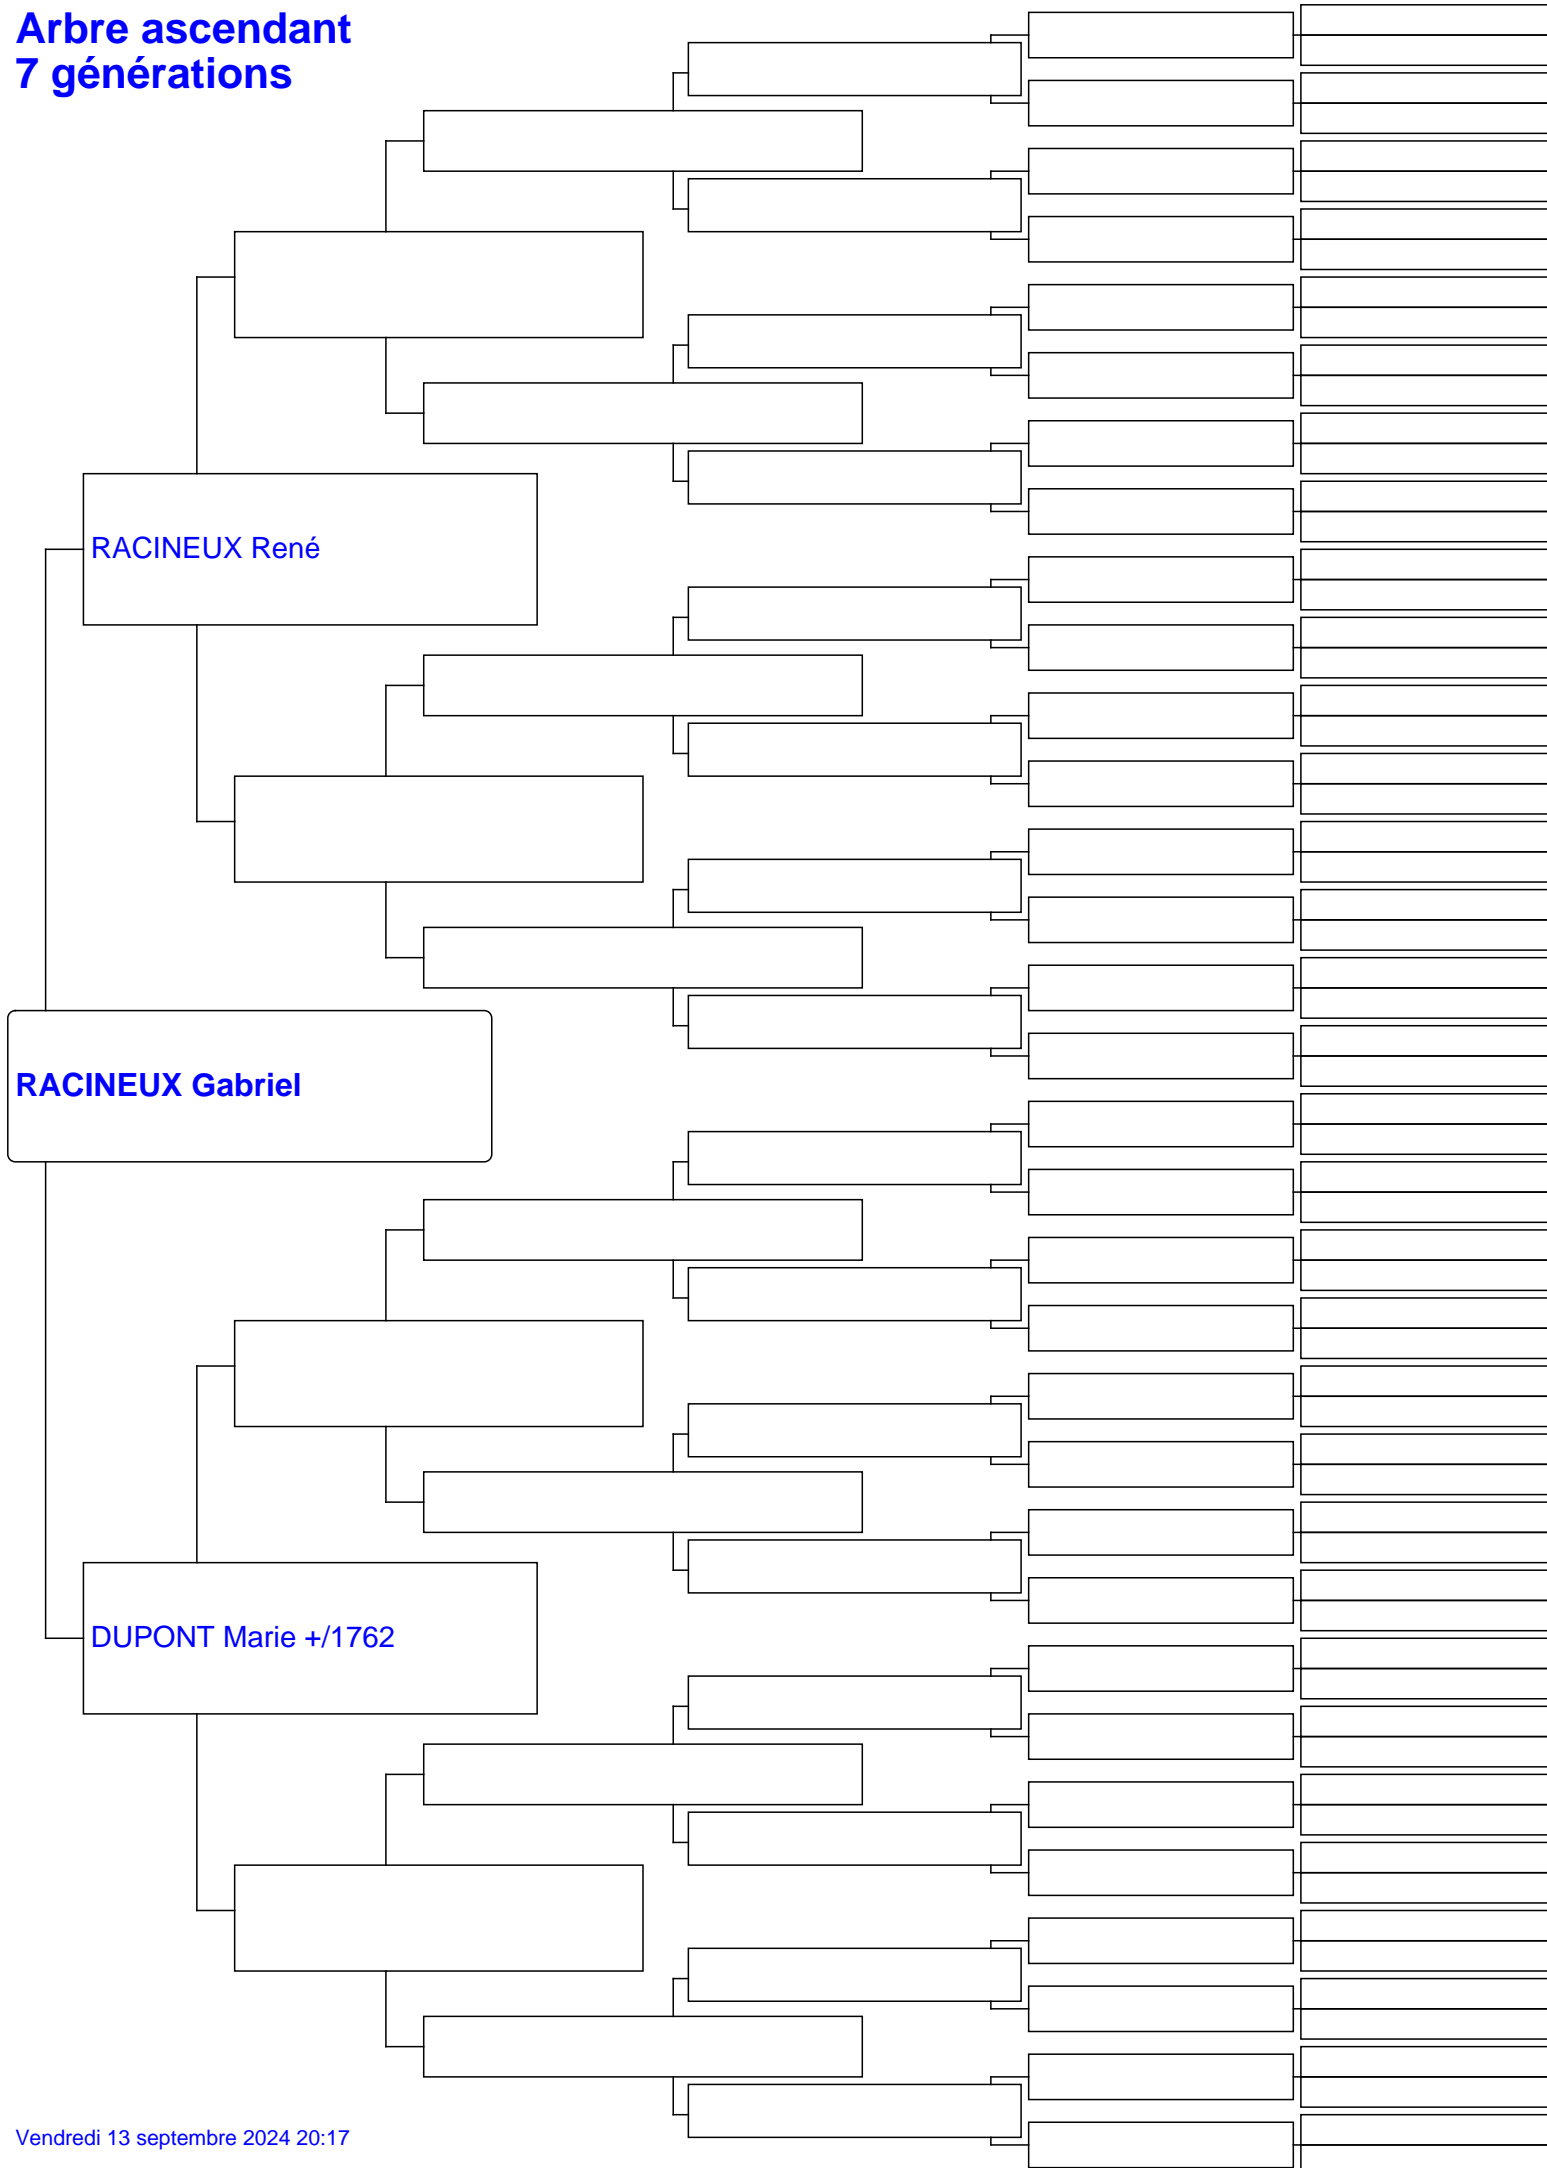 Arbre ascendant
7 générations
RACINEUX René
RACINEUX Gabriel
DUPONT Marie +/1762
Vendredi 13 septembre 2024 20:17